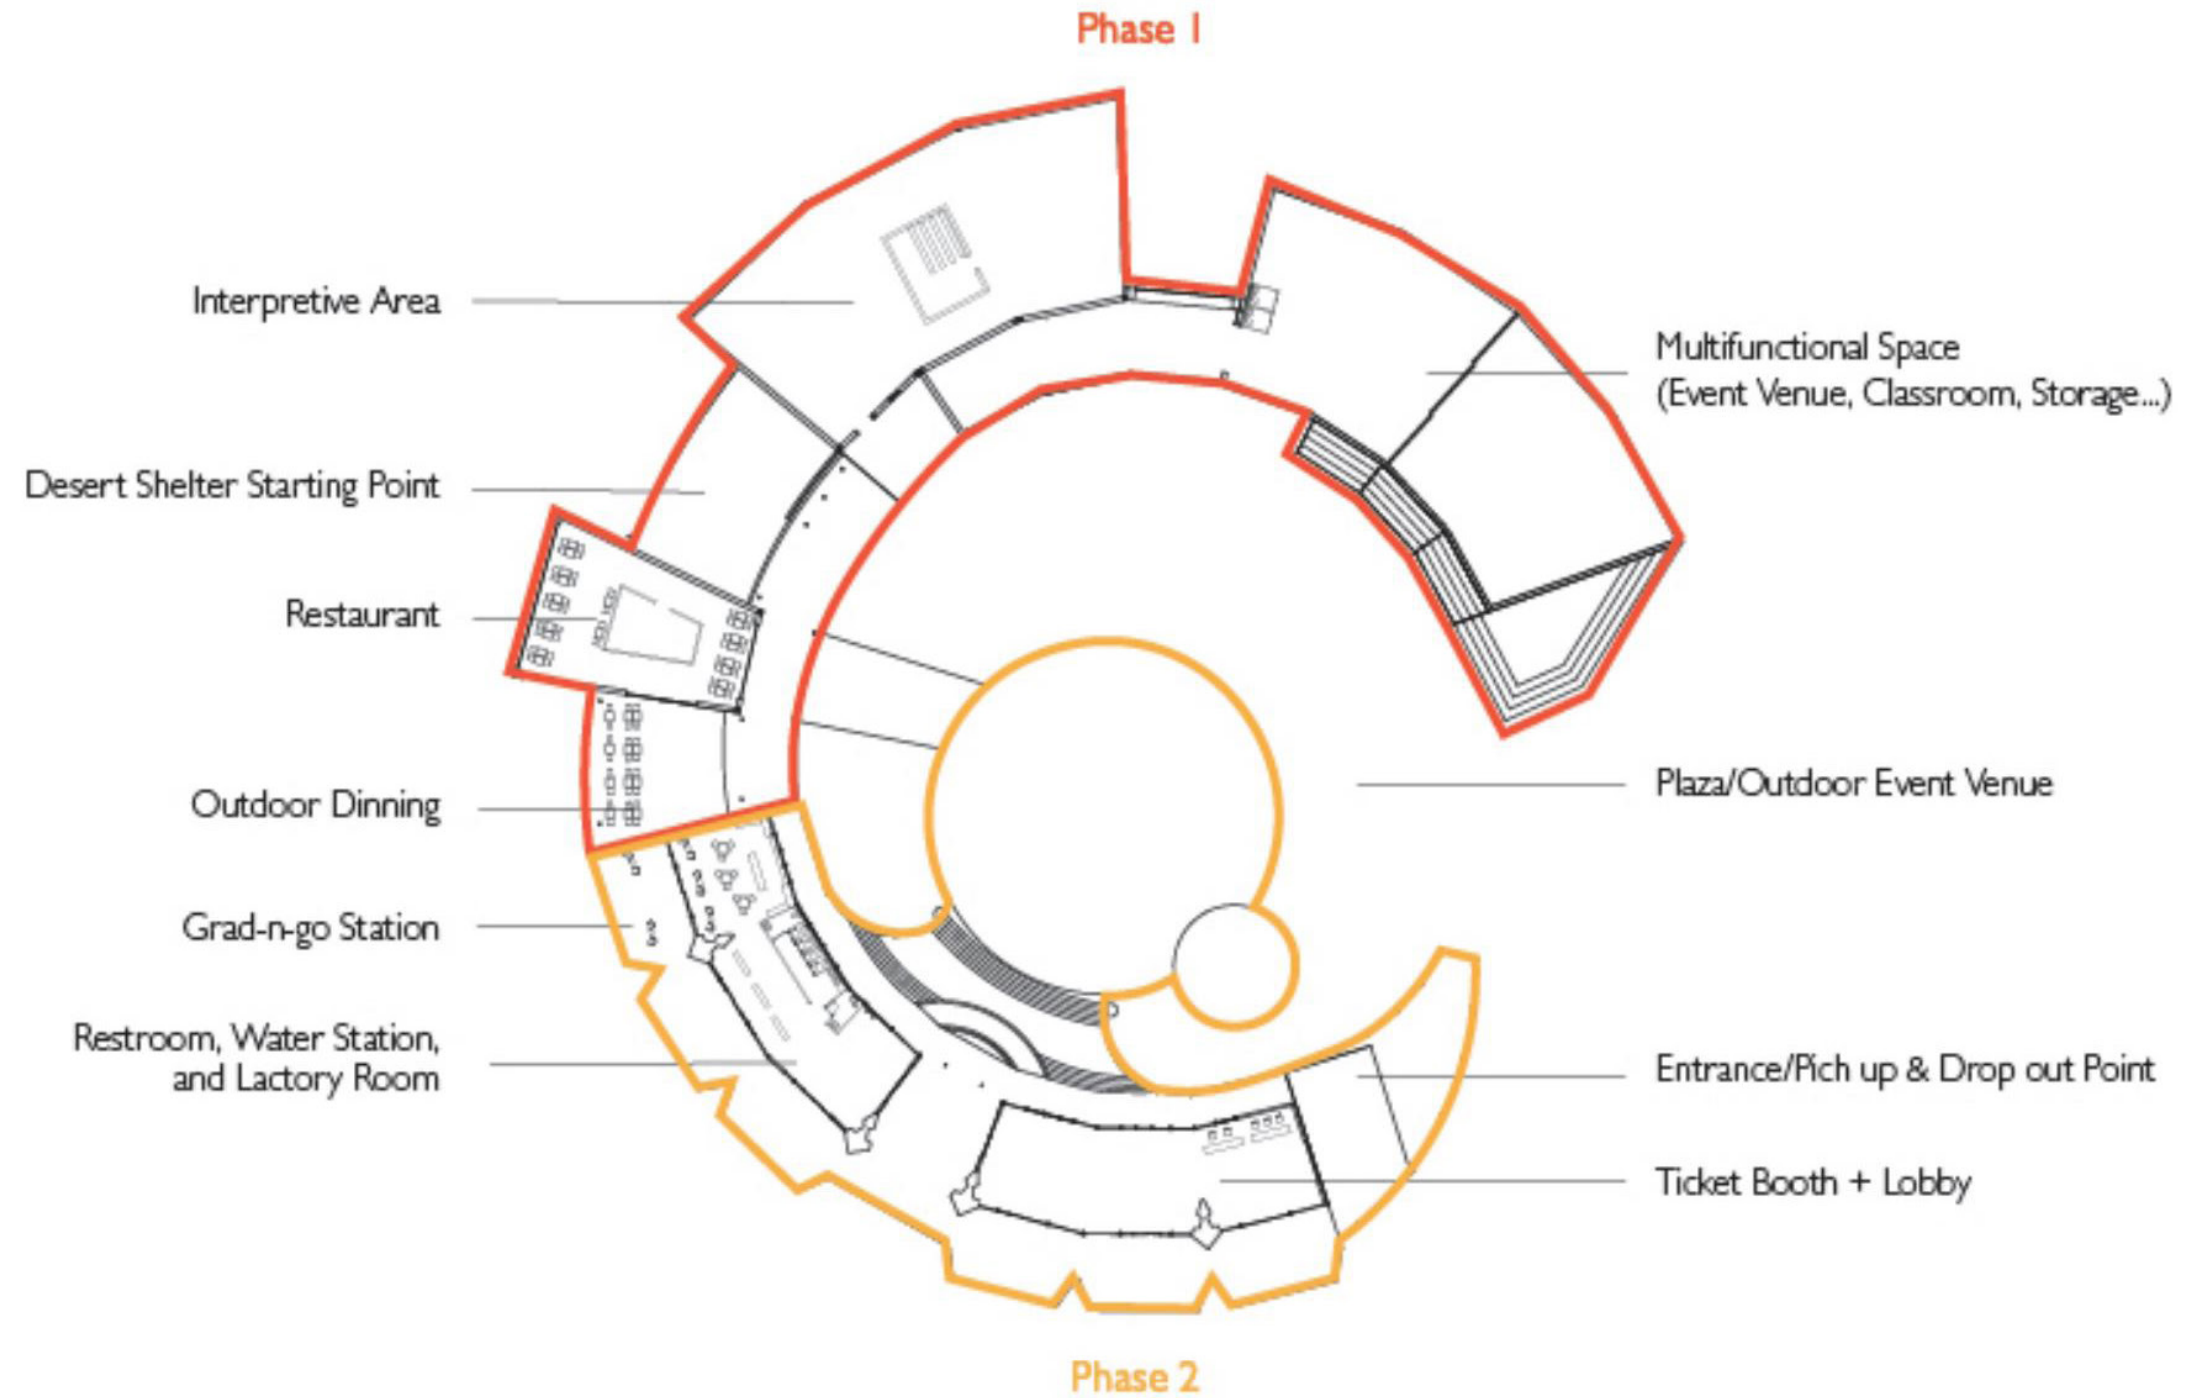 Phase 1
Interpretive Area
Multifunctional Space
(Event Venue, Classroom, Storage...)
Desert Shelter Starting Point
Restaurant
Plaza/Outdoor Event Venue
Outdoor Dinning
Grad-n-go Station
Restroom, Water Station,
and Lactory Room
Entrance/Pich up & Drop out Point
Ticket Booth + Lobby
Phase 2